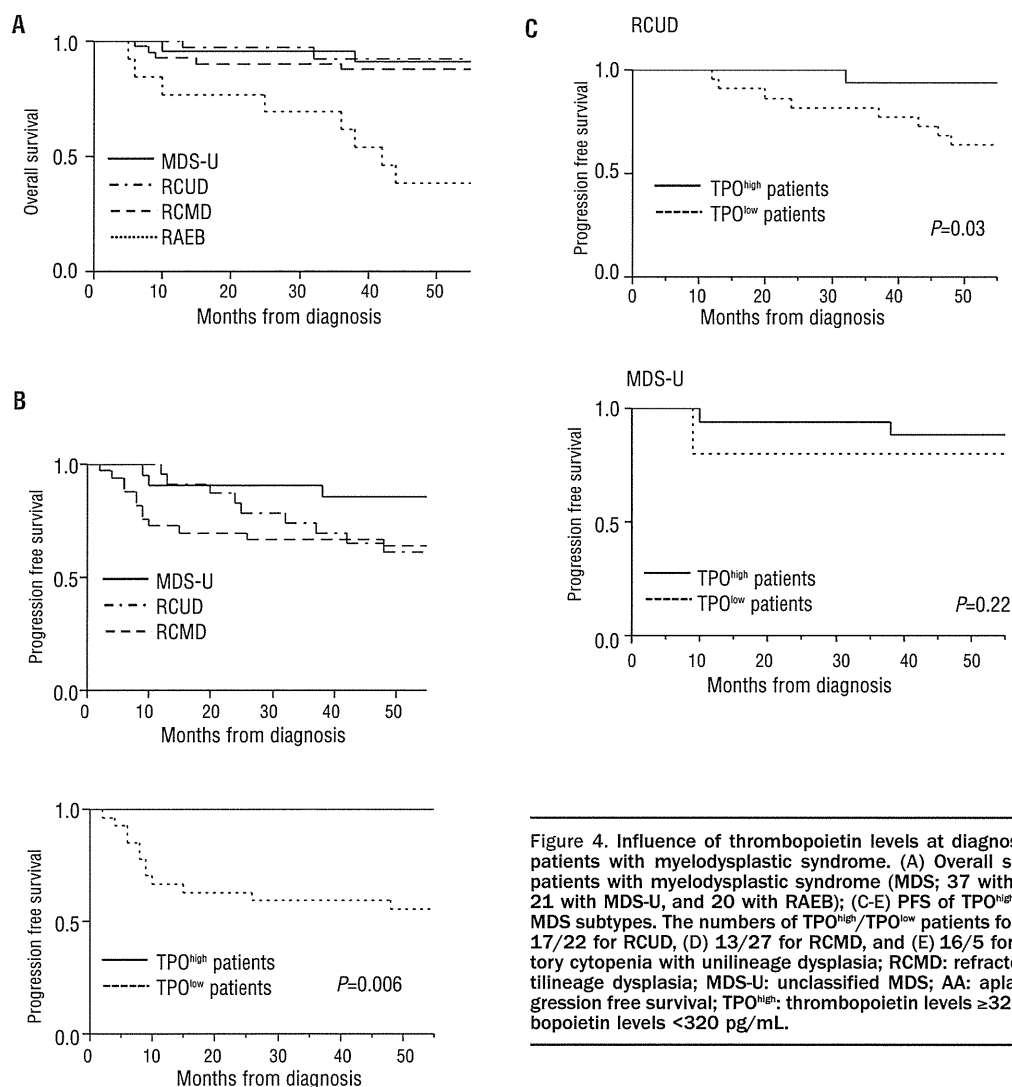 A
Overall survival
1.0
0.5
0.0
MDS-U
RCUD
RCMD
RAEB
0 10 20 30 40 50
Months from diagnosis
B
Progression free survival
1.0
0.5
0.0
MDS-U
RCUD
RCMD
0 10 20 30 40 50
Months from diagnosis
Progression free survival
1.0
0.5
0.0
TPOhigh patients
TPOlow patients
P=0.006
0 10 20 30 40 50
Months from diagnosis
C
RCUD
Progression free survival
1.0
0.5
0.0
TPOhigh patients
TPOlow patients
P=0.03
0 10 20 30 40 50
Months from diagnosis
MDS-U
Progression free survival
1.0
0.5
0.0
TPOhigh patients
TPOlow patients
P=0.22
0 10 20 30 40 50
Months from diagnosis
Figure 4. Influence of thrombopoietin levels at diagnos
patients with myelodysplastic syndrome. (A) Overall s
patients with myelodysplastic syndrome (MDS; 37 with
21 with MDS-U, and 20 with RAEB); (C-E) PFS of TPOhigh
MDS subtypes. The numbers of TPOhigh/TPOlow patients fo
17/22 for RCUD, (D) 13/27 for RCMD, and (E) 16/5 for
tory cytopenia with unilineage dysplasia; RCMD: refracto
tilineage dysplasia; MDS-U: unclassified MDS; AA: apla
gression free survival; TPOhigh: thrombopoietin levels ≥32
bopoietin levels <320 pg/mL.